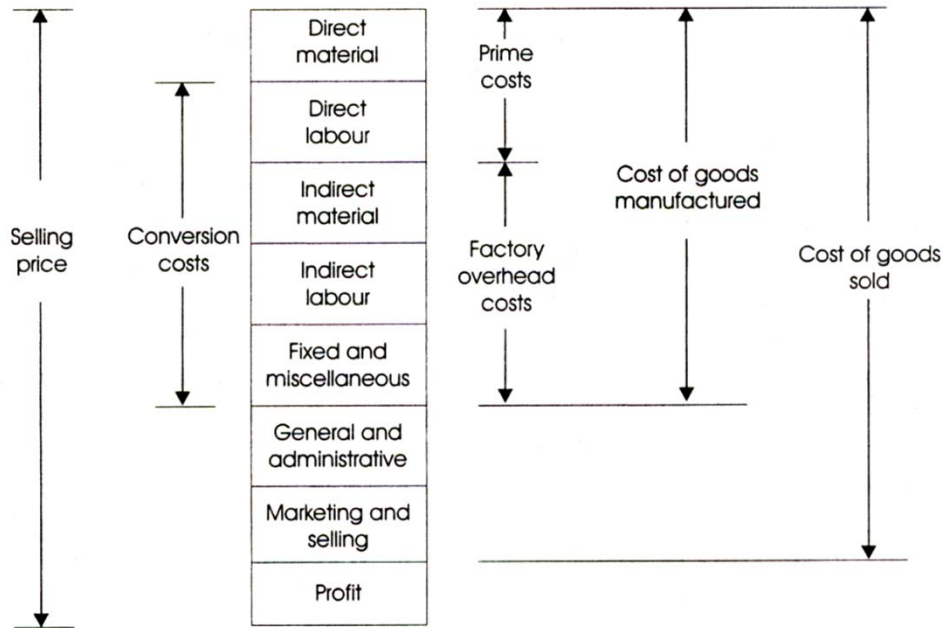 Direct
material
Direct
labour
Indirect
material
Indirect
labour
Fixed and
miscellaneous
General and
administrative
Marketing and
selling
Profit
Selling
price
Conversion
costs
Prime
costs
Factory
overhead
costs
Cost of goods
manufactured
Cost of goods
sold